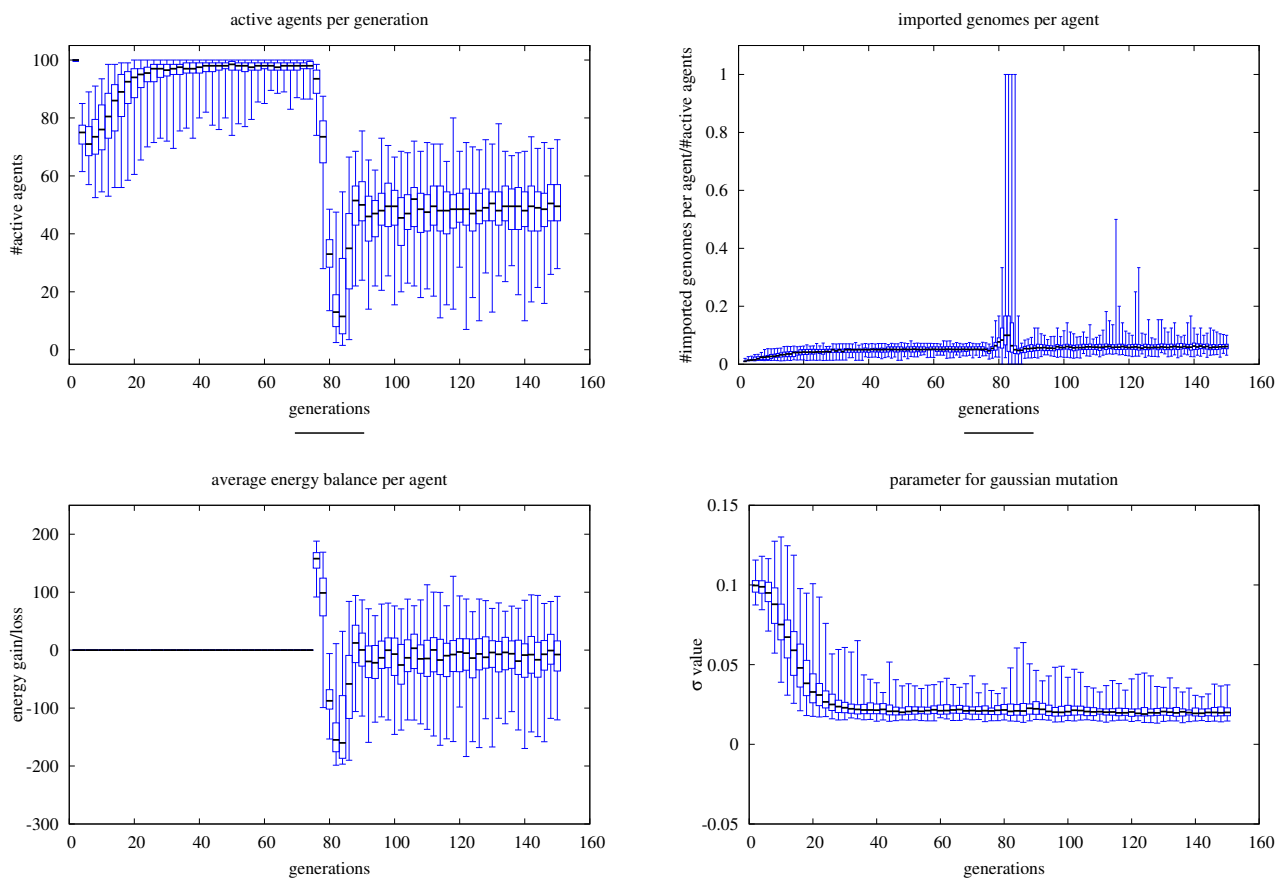 active agents per generation
#active agents
100
80
60
40
20
0
0 20 40 60 80 100 120 140 160
generations
imported genomes per agent
#imported genomes per agent/#active agents
1
0.8
0.6
0.4
0.2
0
0 20 40 60 80 100 120 140 160
generations
average energy balance per agent
energy gain/loss
200
100
0
-100
-200
-300
0 20 40 60 80 100 120 140 160
generations
parameter for gaussian mutation
σ value
0.15
0.1
0.05
0
-0.05
0 20 40 60 80 100 120 140 160
generations